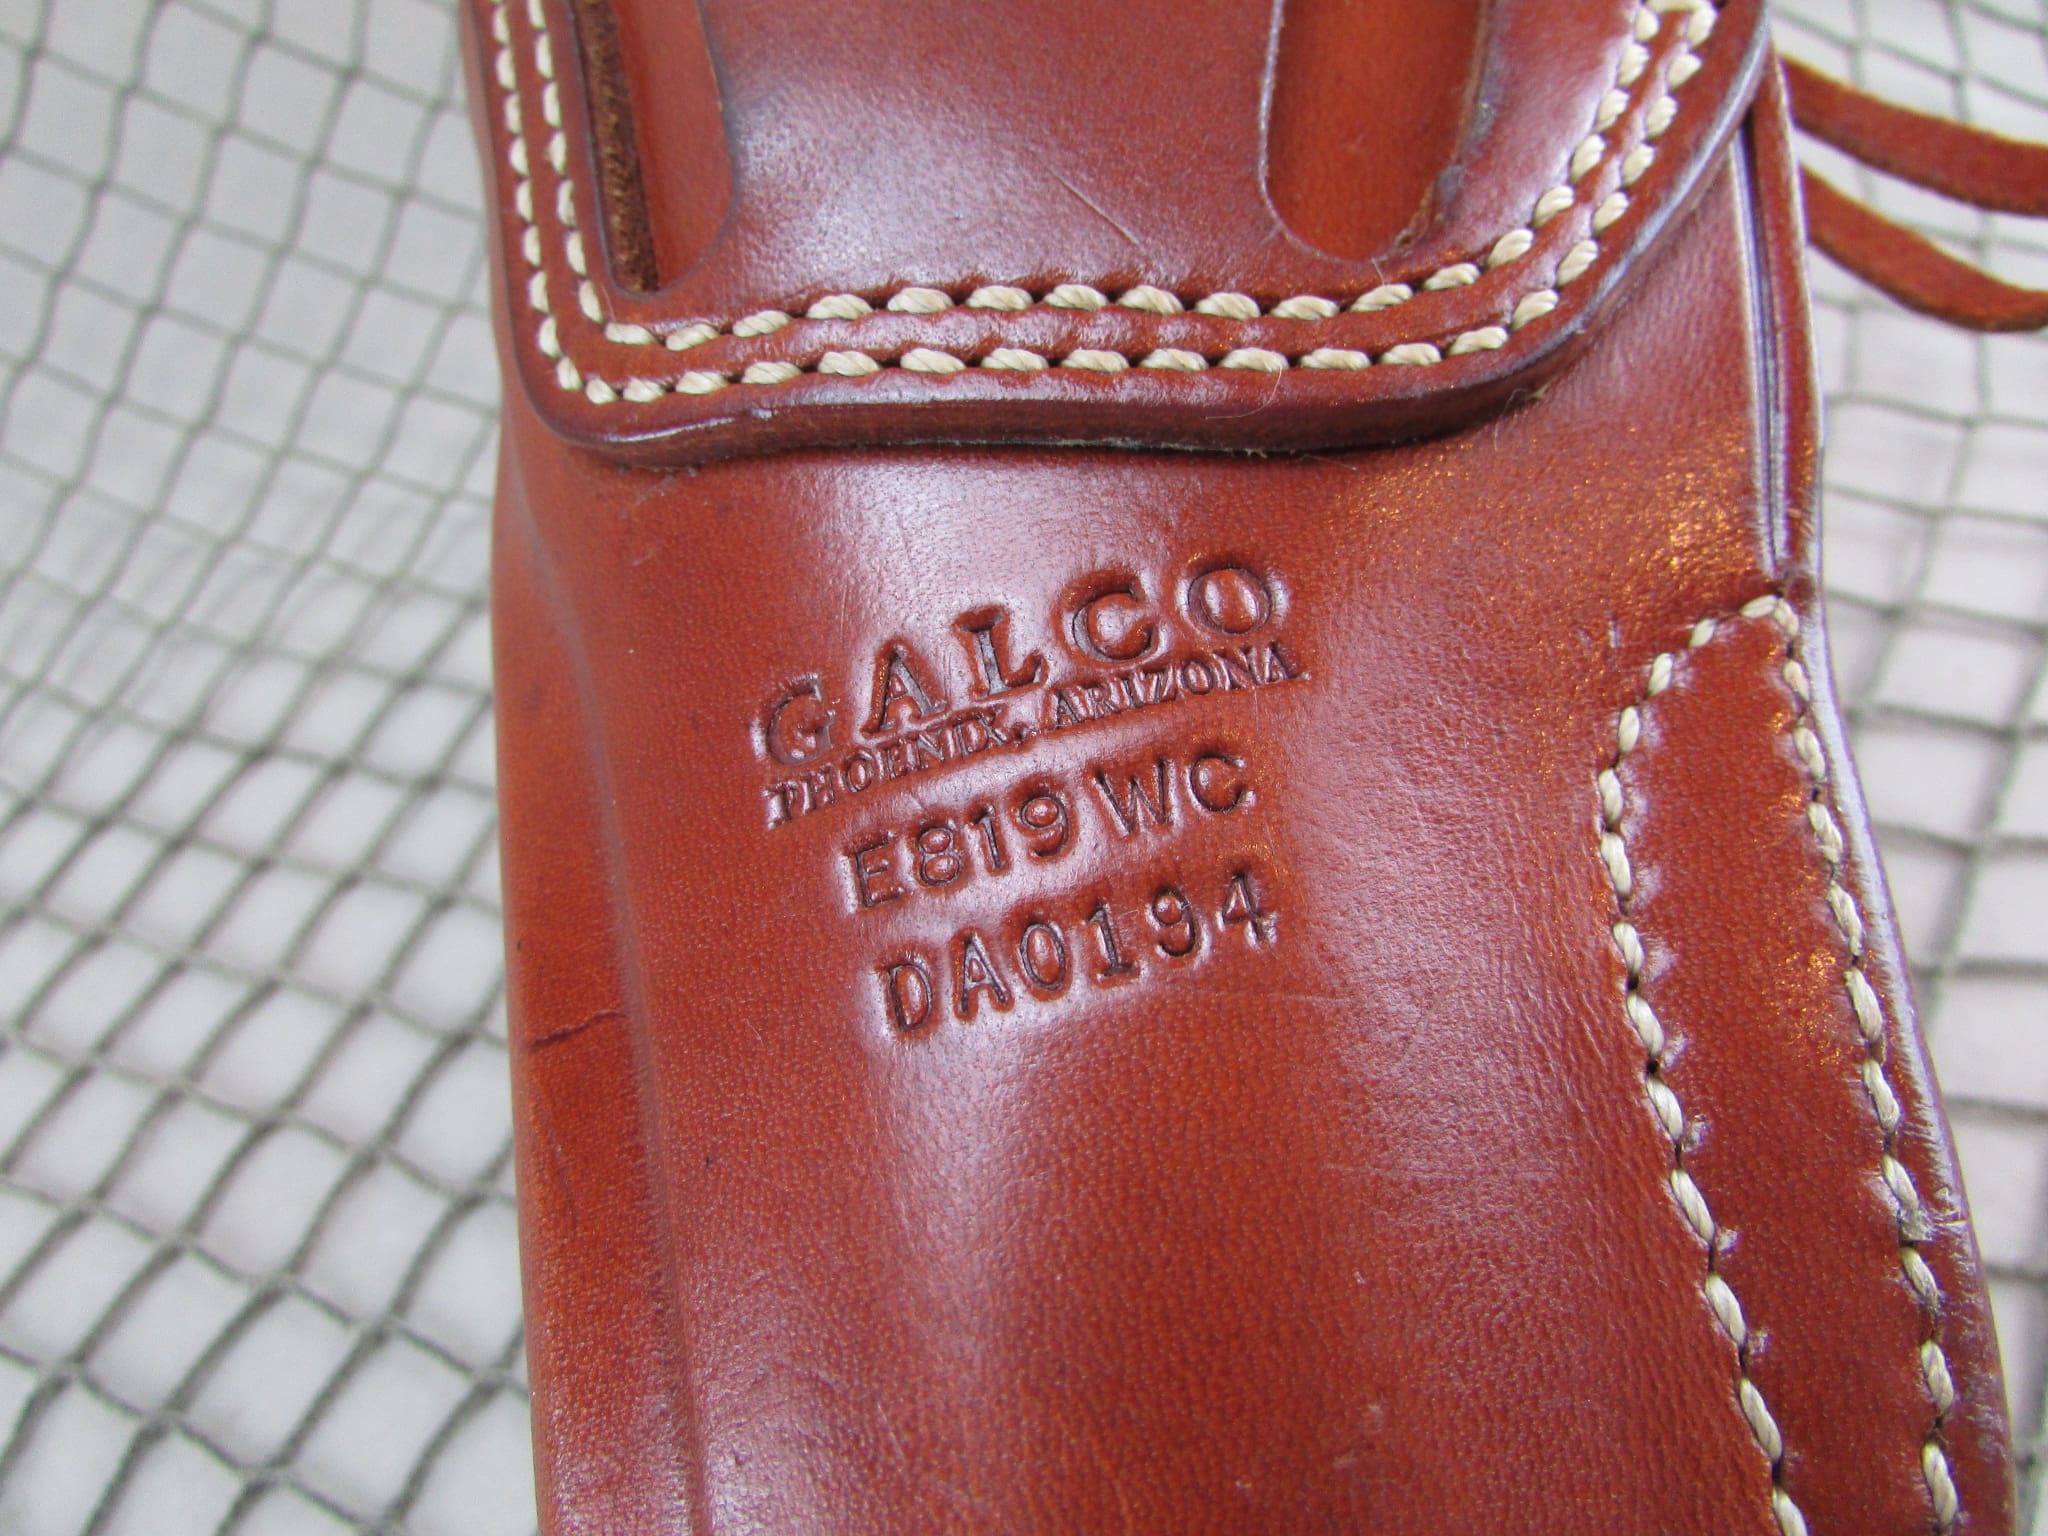 GALCO
PHOENIX, ARIZONA
E819 WC
DA0194